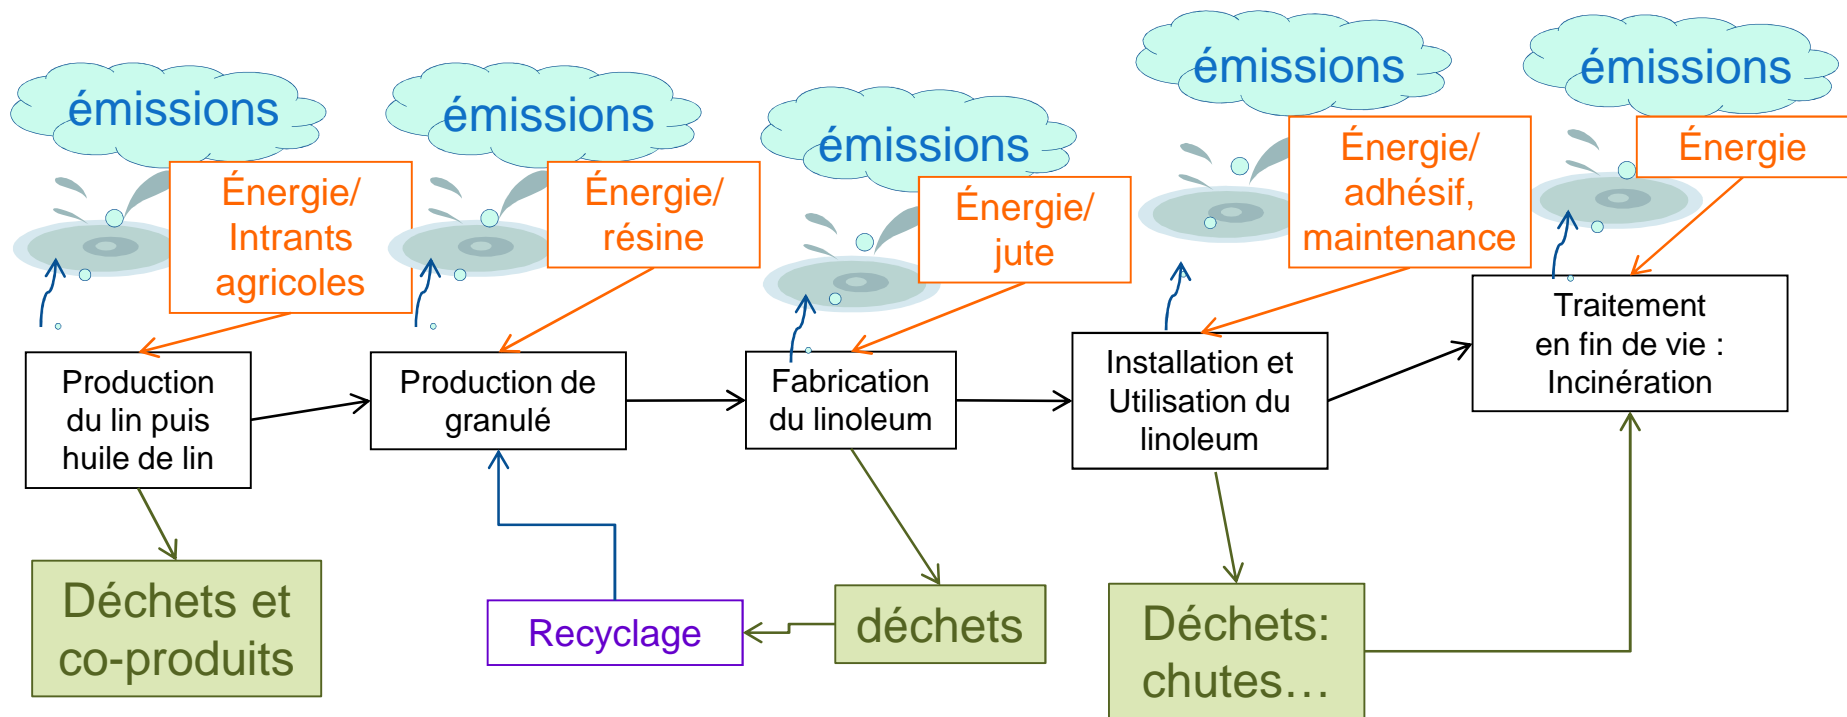 émissions
émissions
émissions
émissions
émissions
Énergie/
Intrants
agricoles
Énergie/
résine
Énergie/
jute
Énergie/
adhésif,
maintenance
Énergie
Production
du lin puis
huile de lin
Production de
granulé
Fabrication
du linoleum
Installation et
Utilisation du
linoleum
Traitement
en fin de vie :
Incinération
Déchets et
co-produits
Recyclage
déchets
Déchets:
chutes…